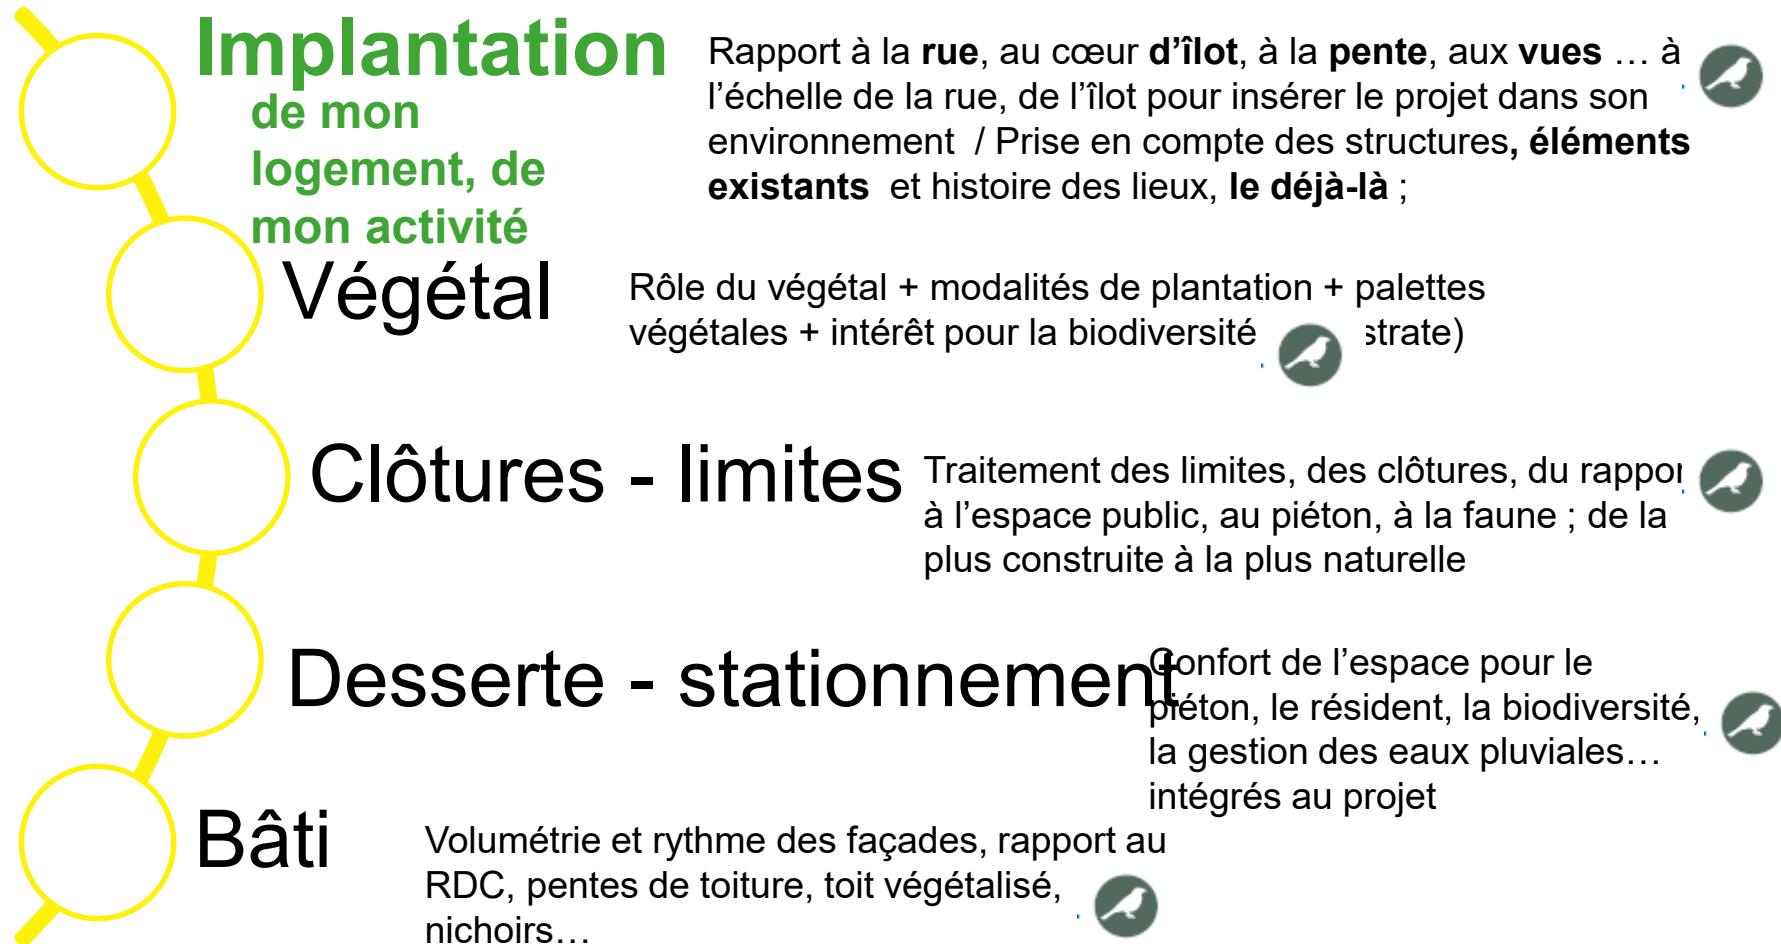 Implantation
de mon
logement, de
mon activité
Rapport à la rue, au cœur d’îlot, à la pente, aux vues … à
l’échelle de la rue, de l’îlot pour insérer le projet dans son
environnement / Prise en compte des structures, éléments
existants et histoire des lieux, le déjà-là ;
Végétal
Rôle du végétal + modalités de plantation + palettes
végétales + intérêt pour la biodiversité strate)
Clôtures - limites
Traitement des limites, des clôtures, du rappor
à l’espace public, au piéton, à la faune ; de la
plus construite à la plus naturelle
Desserte - stationnement
Confort de l’espace pour le
piéton, le résident, la biodiversité,
la gestion des eaux pluviales…
intégrés au projet
Bâti
Volumétrie et rythme des façades, rapport au
RDC, pentes de toiture, toit végétalisé,
nichoirs…